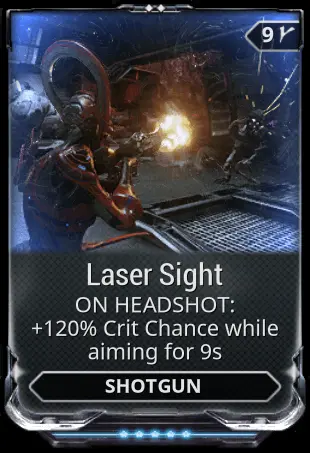 9
Laser Sight
ON HEADSHOT:
+120% Crit Chance while
aiming for 9s
SHOTGUN